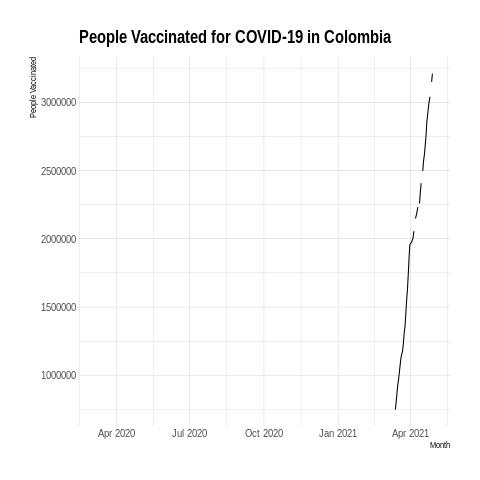 People Vaccinated for COVID-19 in Colombia
People Vaccinated
3000000
2500000
2000000
1500000
1000000
Apr 2020 Jul 2020 Oct 2020 Jan 2021 Apr 2021
Month